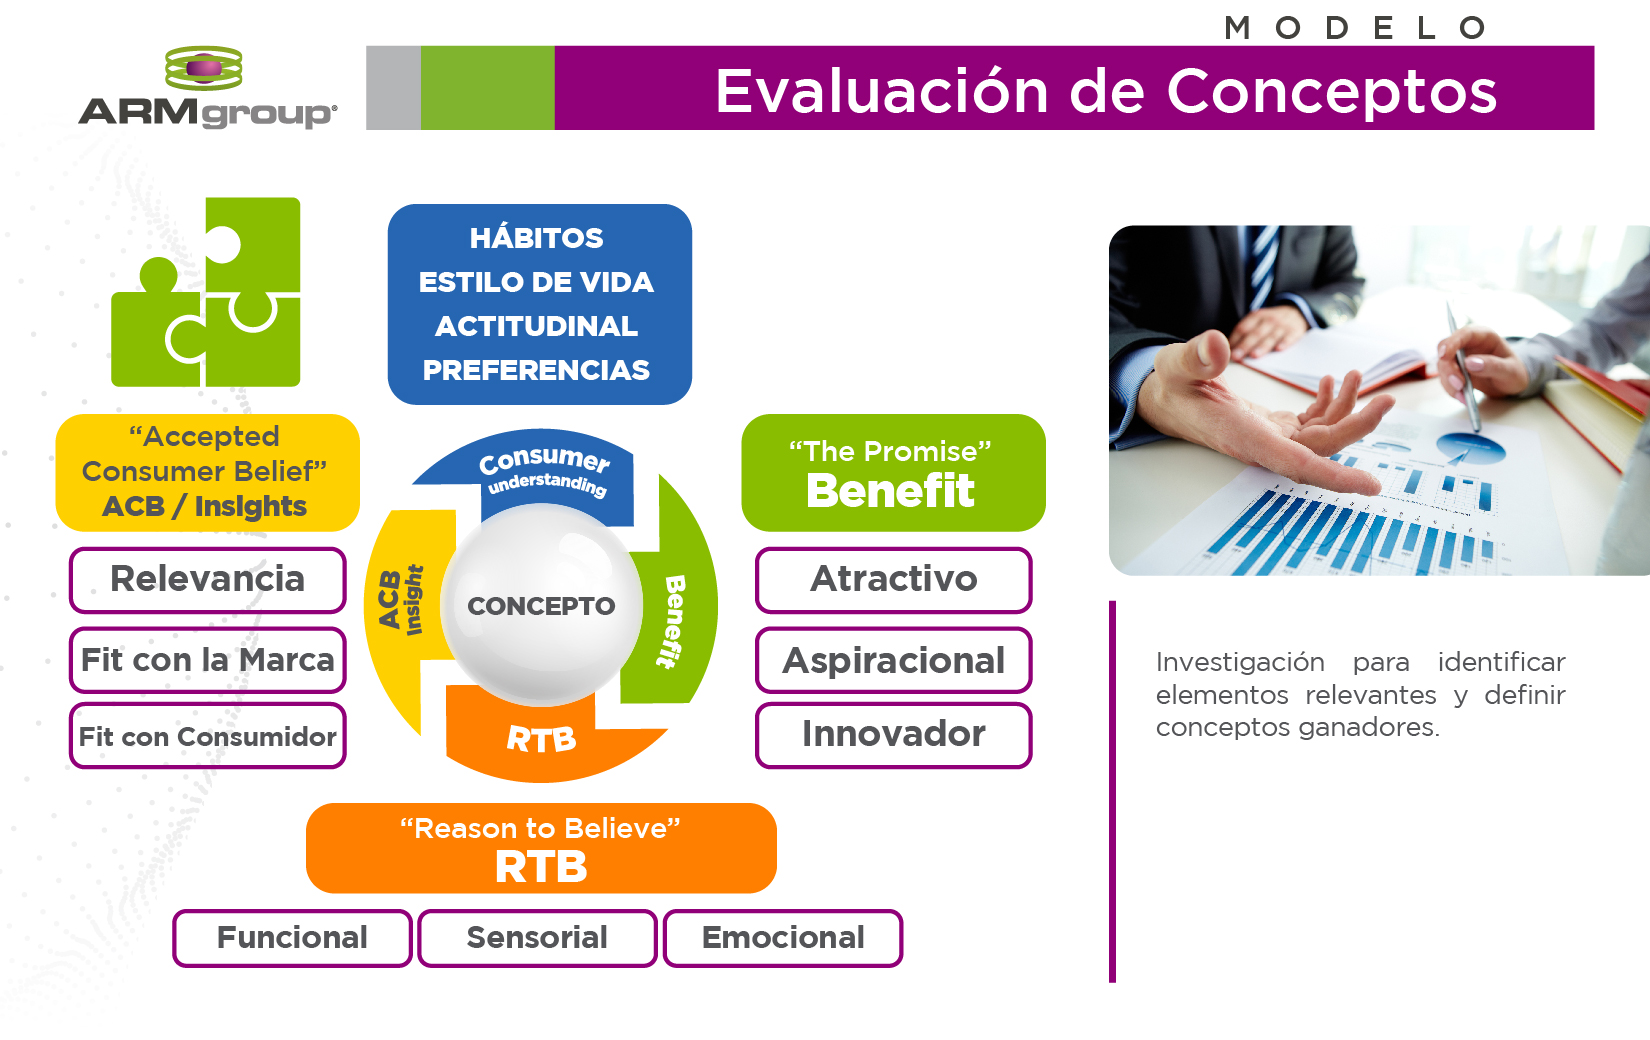 MODELO
ARMgroup®
Evaluación de Conceptos
HÁBITOS
ESTILO DE VIDA
ACTITUDINAL
PREFERENCIAS
“Accepted
Consumer Belief”
ACB / Insights
Relevancia
Fit con la Marca
Fit con Consumidor
Consumer
understanding
ACB
Insight
CONCEPTO
Benefit
RTB
“The Promise”
Benefit
Atractivo
Aspiracional
Innovador
“Reason to Believe”
RTB
Funcional
Sensorial
Emocional
Investigación para identificar
elementos relevantes y definir
conceptos ganadores.